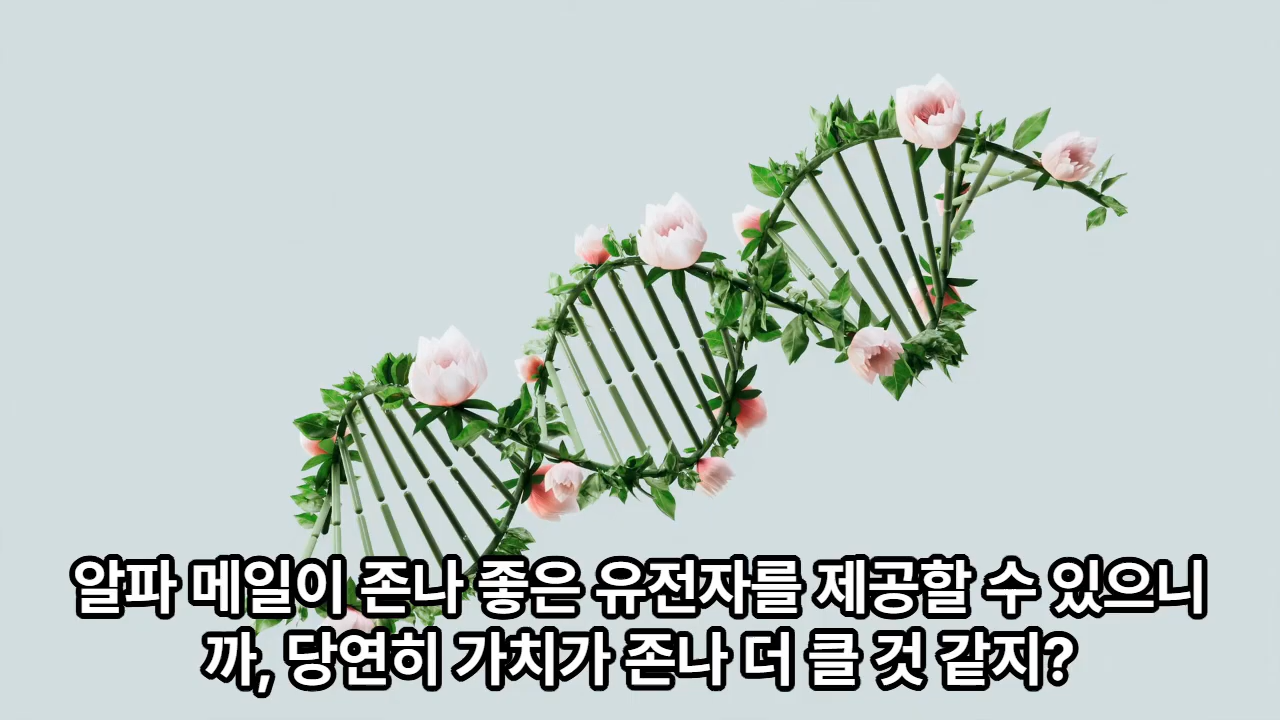 알파 메일이 존나 좋은 유전자를 제공할 수 있으니
까, 당연히 가치가 존나 더 클 것 같지?